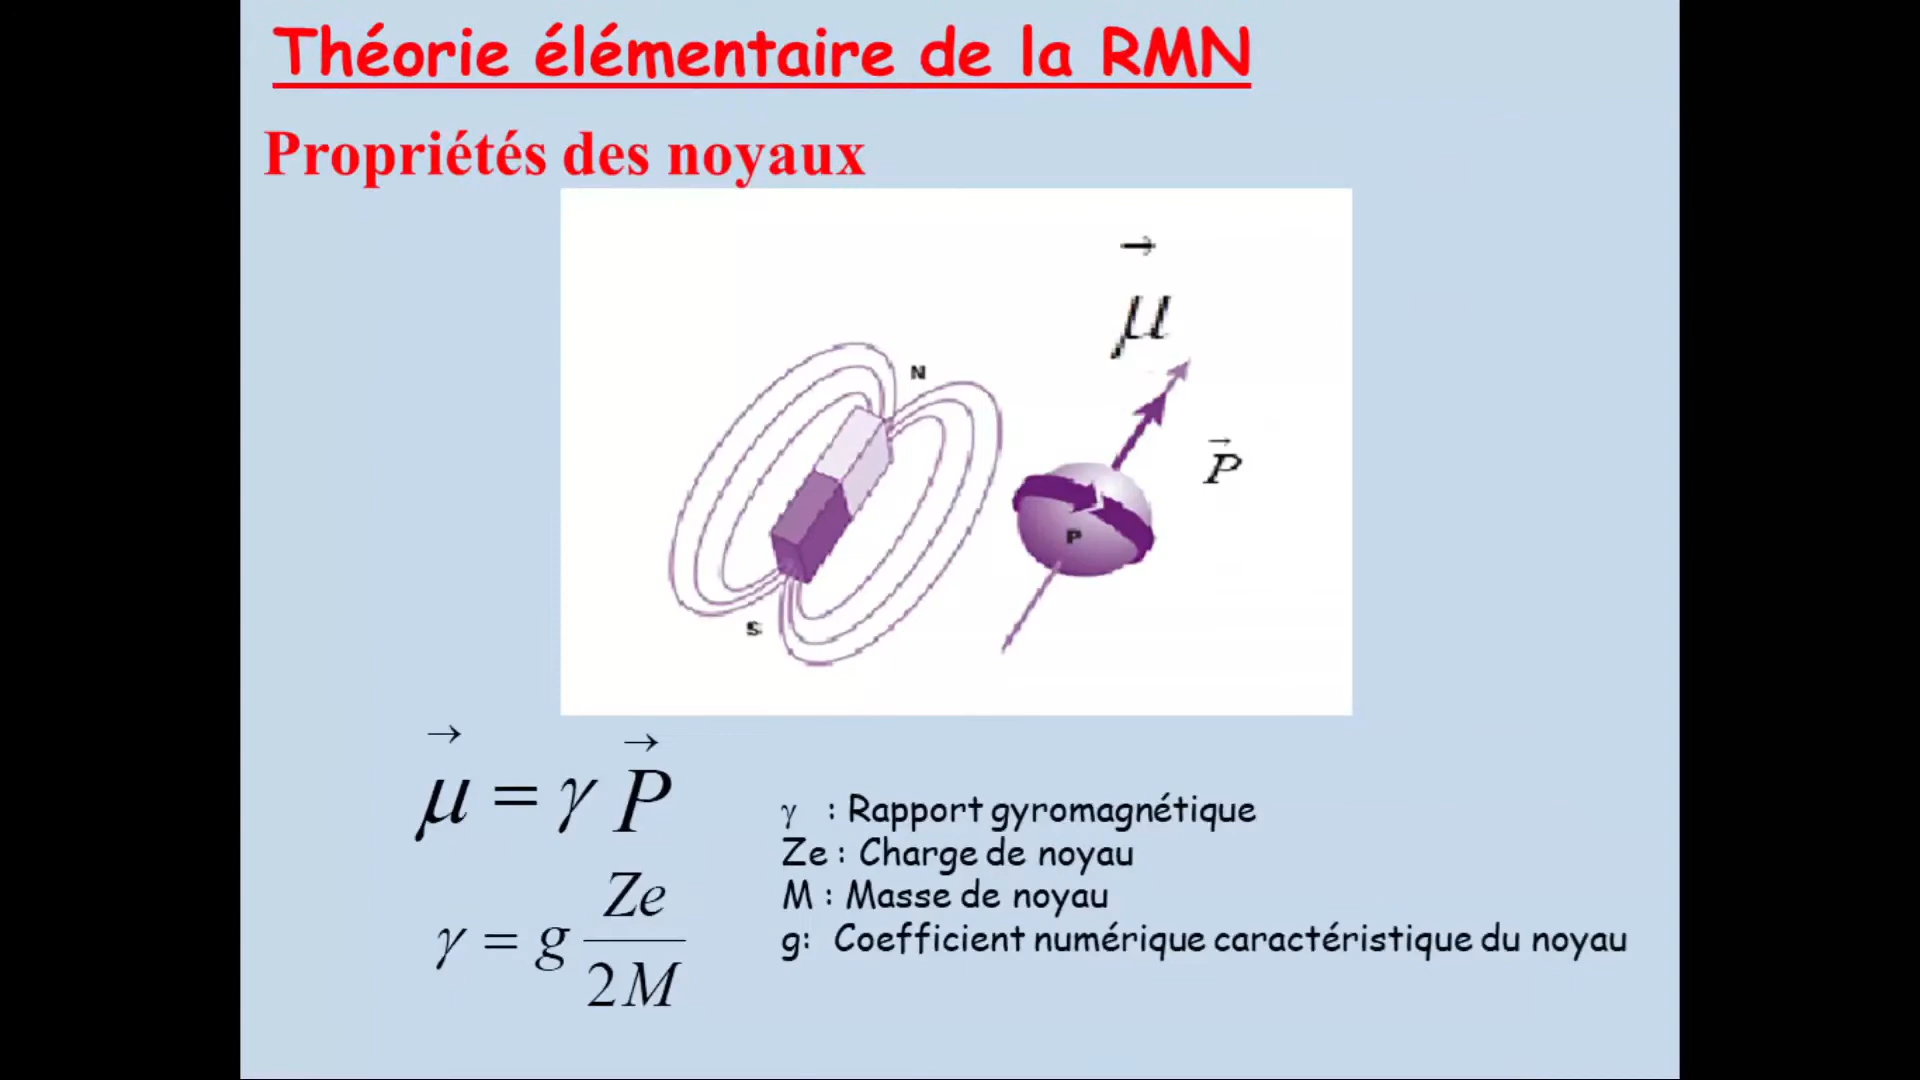 Théorie élémentaire de la RMN
Propriétés des noyaux
→
μ
N
→
P
P
S
→ →
μ = γ P
γ = g Ze
2M
γ : Rapport gyromagnétique
Ze : Charge de noyau
M : Masse de noyau
g: Coefficient numérique caractéristique du noyau